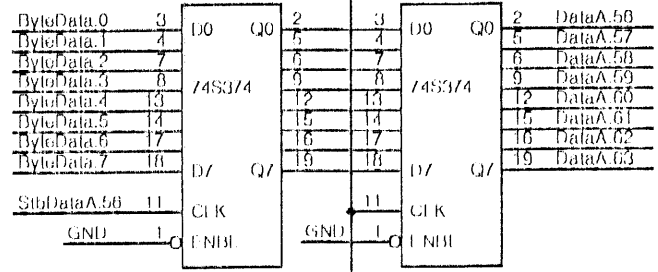 ByteData.0 3 D0 Q0 2 3 D0 Q0 2 DataA.56
ByteData.1 4 5 4 5 DataA.57
ByteData.2 7 6 7 6 DataA.58
ByteData.3 8 74S374 9 8 74S374 9 DataA.59
ByteData.4 13 12 13 12 DataA.60
ByteData.5 14 15 14 15 DataA.61
ByteData.6 17 16 17 16 DataA.62
ByteData.7 18 D7 Q7 19 18 D7 Q7 19 DataA.63
StbDataA.56 11 CLK 11 CLK
GND 1 ENBL GND 1 ENBL